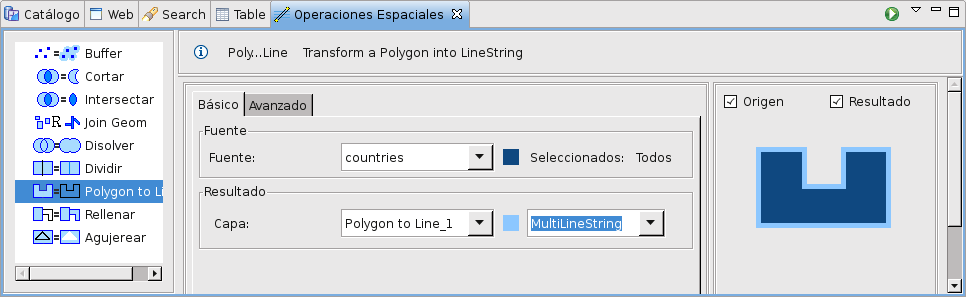 Catálogo Web Search Table Operaciones Espaciales
Buffer
Cortar
Intersectar
Join Geom
Disolver
Dividir
Polygon to Li
Rellenar
Agujerear
Poly...Line Transform a Polygon into LineString
Básico Avanzado
Fuente
Fuente: countries Seleccionados: Todos
Resultado
Capa: Polygon to Line_1 MultiLineString
Origen Resultado